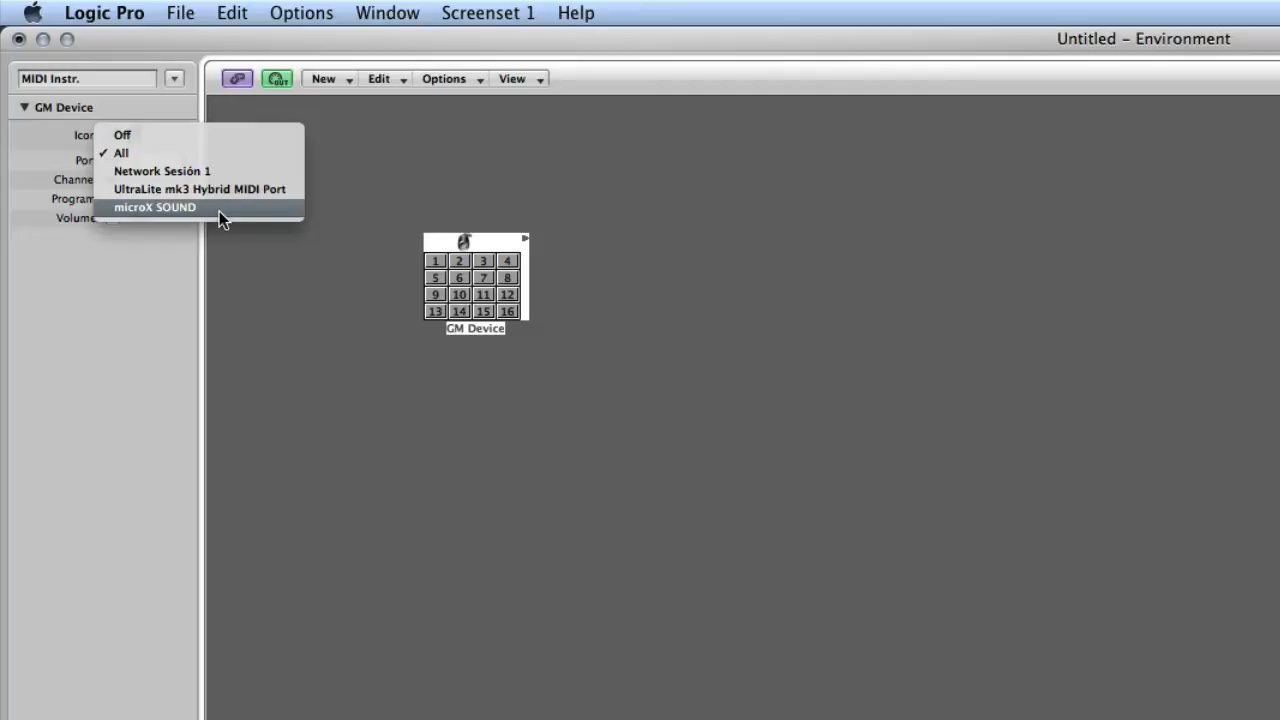 Logic Pro File Edit Options Window Screenset 1 Help
Untitled - Environment
MIDI Instr.
OUT New Edit Options View
GM Device
Off
All
Network Sesión 1
UltraLite mk3 Hybrid MIDI Port
microX SOUND
Volume
1 2 3 4
5 6 7 8
9 10 11 12
13 14 15 16
GM Device